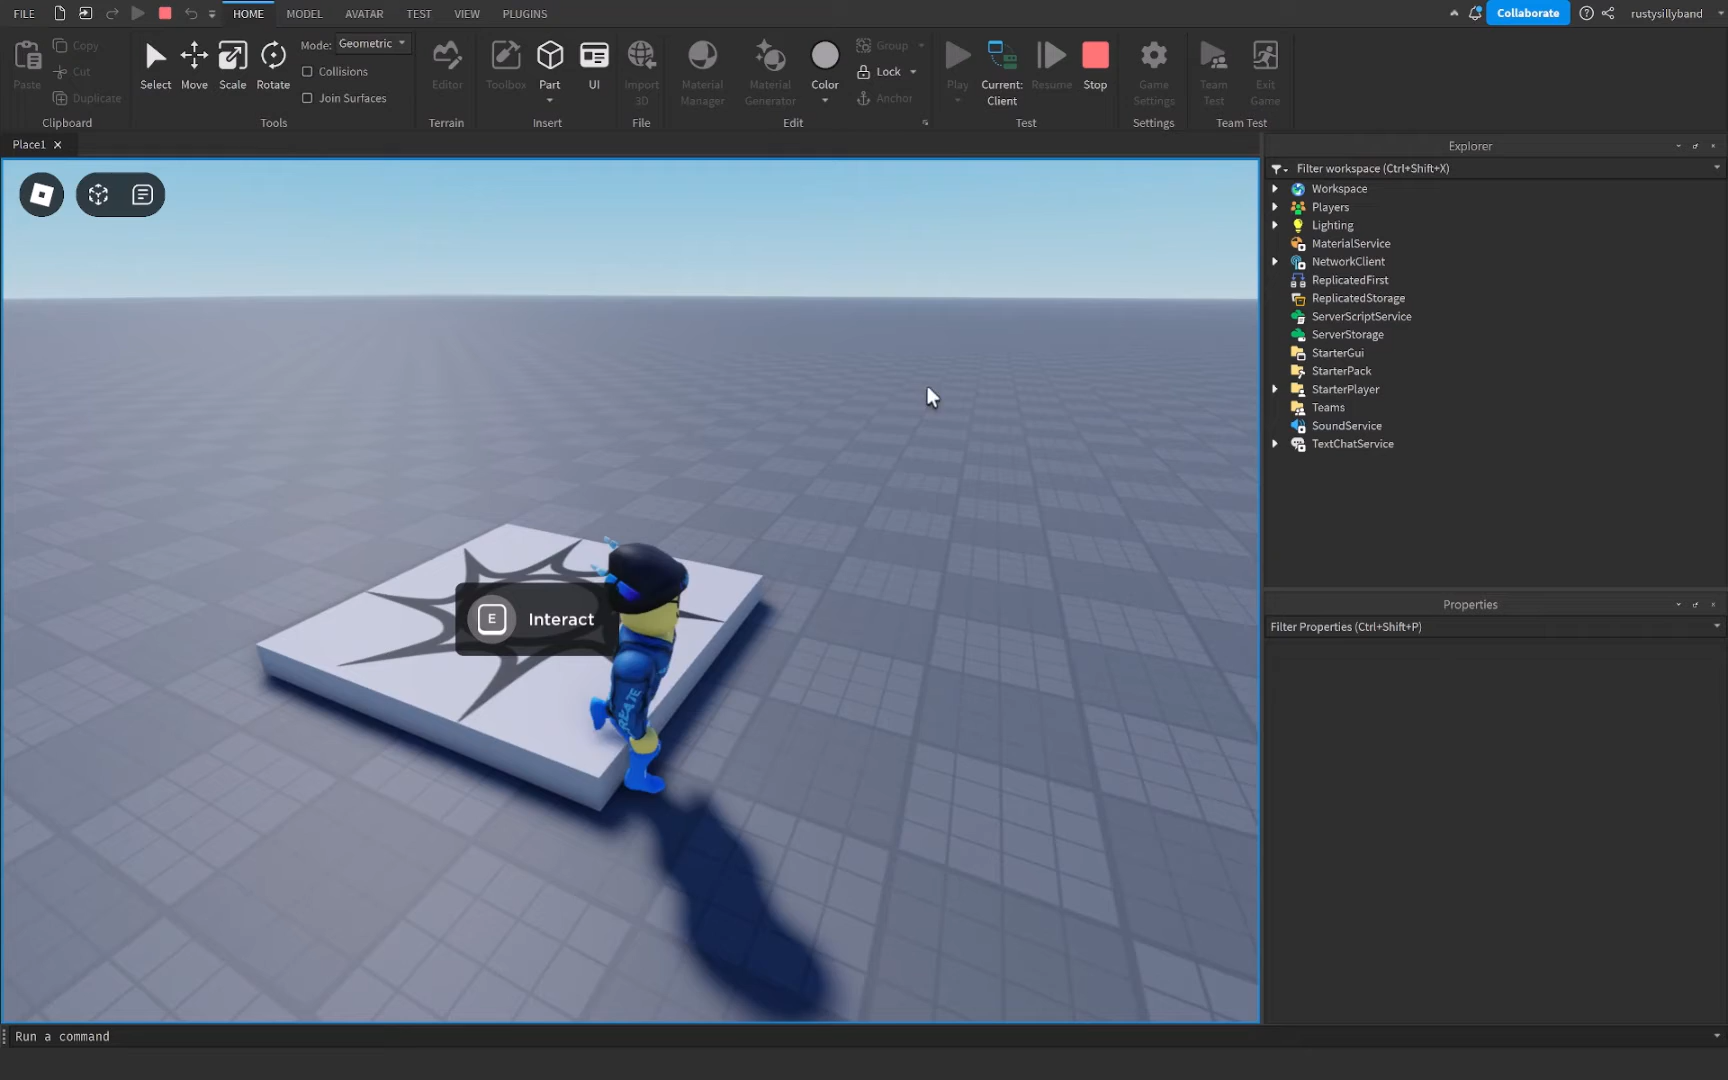 FILE HOME MODEL AVATAR TEST VIEW PLUGINS Collaborate rustysillyband
Paste Copy Cut Duplicate Clipboard
Select Move Scale Rotate Mode: Geometric Collisions Join Surfaces Tools
Editor Terrain
Toolbox Part UI Insert
Import 3D File
Material Manager Material Generator Color Group Lock Anchor Edit
Play Current: Client Resume Stop Test
Game Settings Settings
Team Test Exit Game Team Test
Place1
E Interact
CREATE
Explorer
Filter workspace (Ctrl+Shift+X)
Workspace
Players
Lighting
MaterialService
NetworkClient
ReplicatedFirst
ReplicatedStorage
ServerScriptService
ServerStorage
StarterGui
StarterPack
StarterPlayer
Teams
SoundService
TextChatService
Properties
Filter Properties (Ctrl+Shift+P)
Run a command